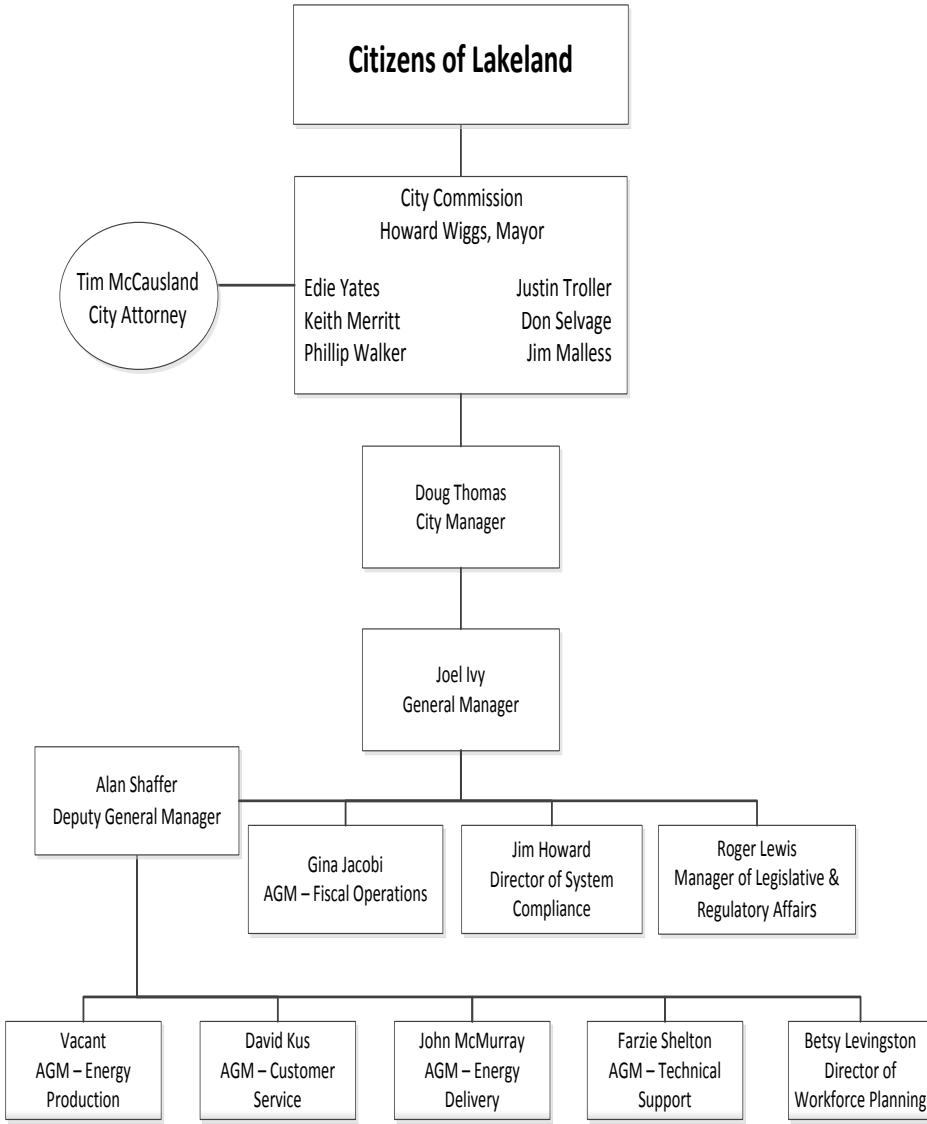 Citizens of Lakeland
City Commission
Howard Wiggs, Mayor
Edie Yates Justin Troller
Keith Merritt Don Selvage
Phillip Walker Jim Malless
Tim McCausland
City Attorney
Doug Thomas
City Manager
Joel Ivy
General Manager
Alan Shaffer
Deputy General Manager
Gina Jacobi
AGM – Fiscal Operations
Jim Howard
Director of System
Compliance
Roger Lewis
Manager of Legislative &
Regulatory Affairs
Vacant
AGM – Energy
Production
David Kus
AGM – Customer
Service
John McMurray
AGM – Energy
Delivery
Farzie Shelton
AGM – Technical
Support
Betsy Levingston
Director of
Workforce Planning